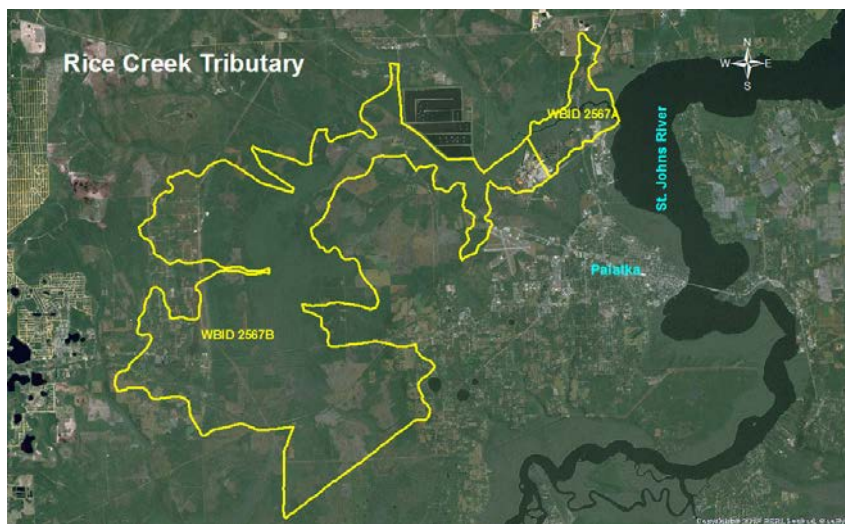 Rice Creek Tributary
N
W E
S
WBID 2567A
St. Johns River
Palatka
WBID 2567B